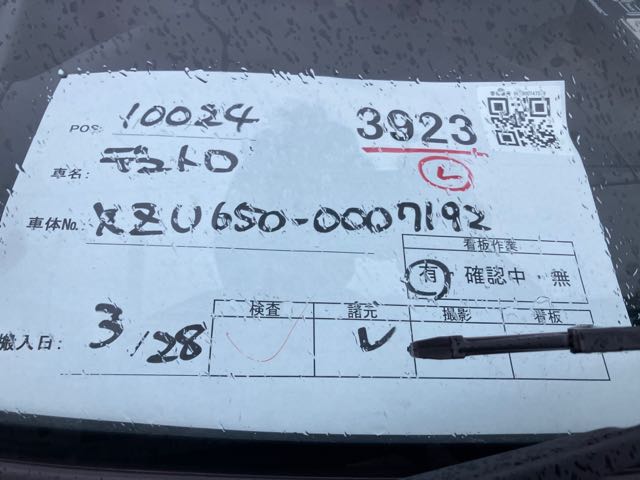 POS: 10024 3923
車名: デュトロ
車体No. XZU650-0007192
看板作業
有・確認中・無
搬入日: 3/28
検査 諸元 撮影 看板